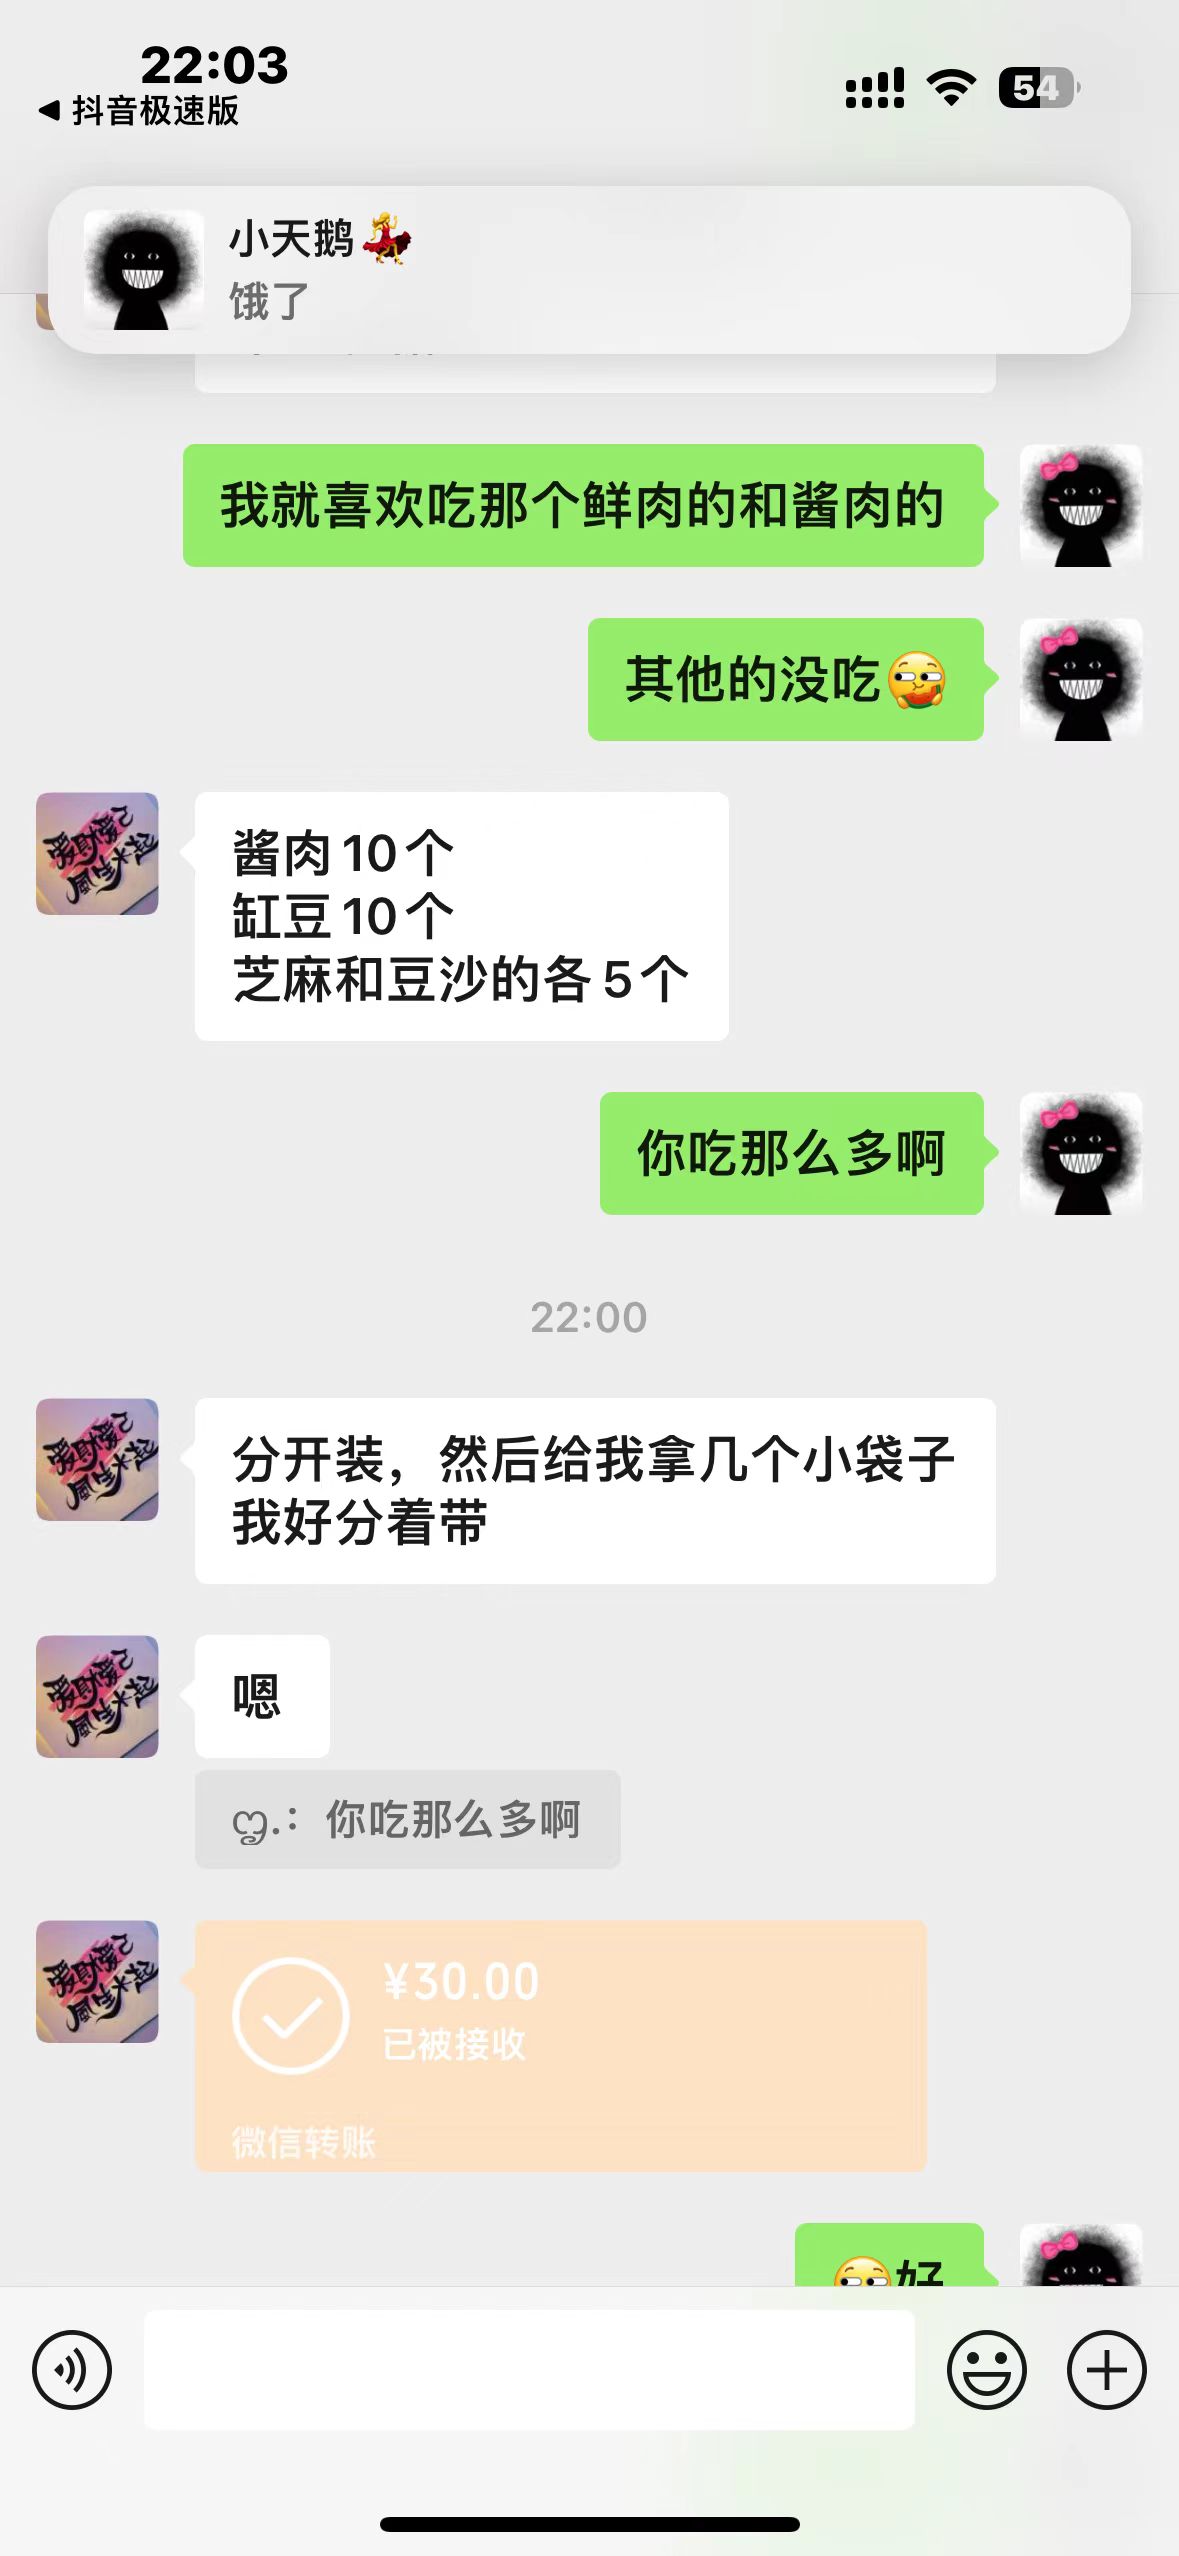 22:03
抖音极速版
54
小天鹅💃
饿了
我就喜欢吃那个鲜肉的和酱肉的
其他的没吃
酱肉10个
缸豆10个
芝麻和豆沙的各5个
你吃那么多啊
22:00
分开装，然后给我拿几个小袋子
我好分着带
嗯
ღ.：你吃那么多啊
¥30.00
已被接收
微信转账
好